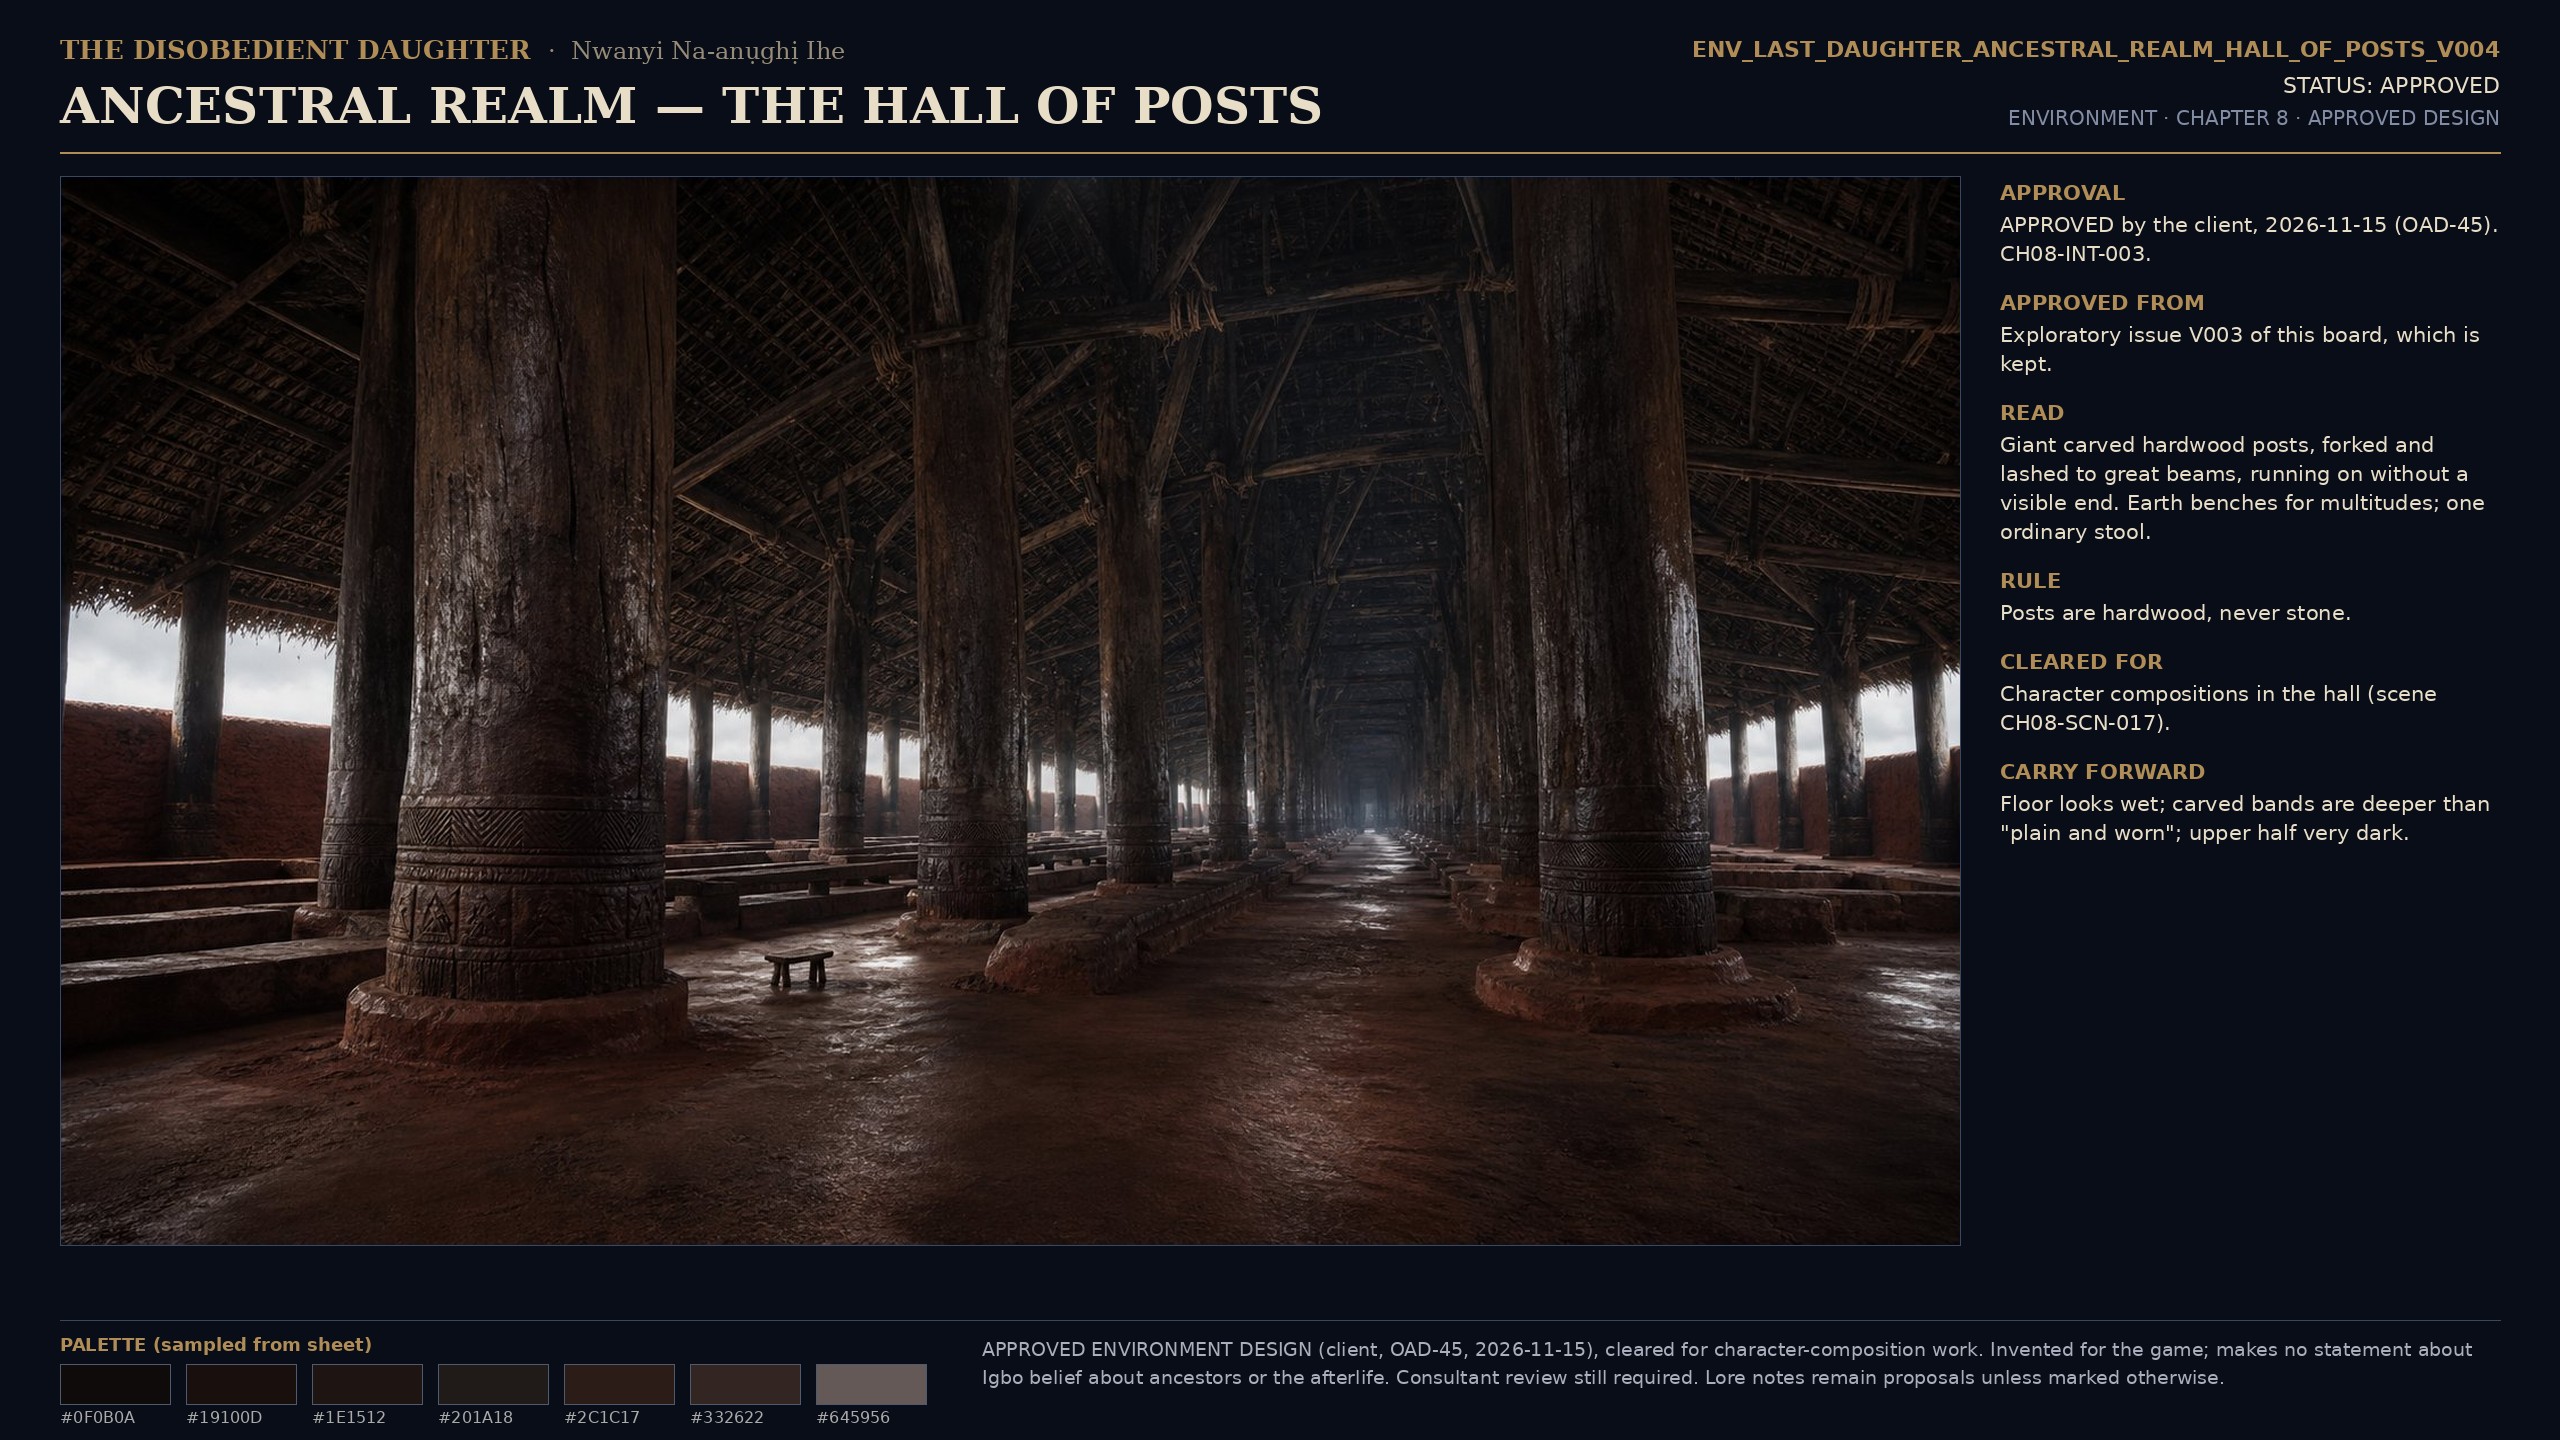 THE DISOBEDIENT DAUGHTER · Nwanyi Na-anụghị Ihe
ANCESTRAL REALM — THE HALL OF POSTS
ENV_LAST_DAUGHTER_ANCESTRAL_REALM_HALL_OF_POSTS_V004
STATUS: APPROVED
ENVIRONMENT · CHAPTER 8 · APPROVED DESIGN
APPROVAL
APPROVED by the client, 2026-11-15 (OAD-45).
CH08-INT-003.
APPROVED FROM
Exploratory issue V003 of this board, which is
kept.
READ
Giant carved hardwood posts, forked and
lashed to great beams, running on without a
visible end. Earth benches for multitudes; one
ordinary stool.
RULE
Posts are hardwood, never stone.
CLEARED FOR
Character compositions in the hall (scene
CH08-SCN-017).
CARRY FORWARD
Floor looks wet; carved bands are deeper than
"plain and worn"; upper half very dark.
PALETTE (sampled from sheet)
#0F0B0A #19100D #1E1512 #201A18 #2C1C17 #332622 #645956
APPROVED ENVIRONMENT DESIGN (client, OAD-45, 2026-11-15), cleared for character-composition work. Invented for the game; makes no statement about
Igbo belief about ancestors or the afterlife. Consultant review still required. Lore notes remain proposals unless marked otherwise.